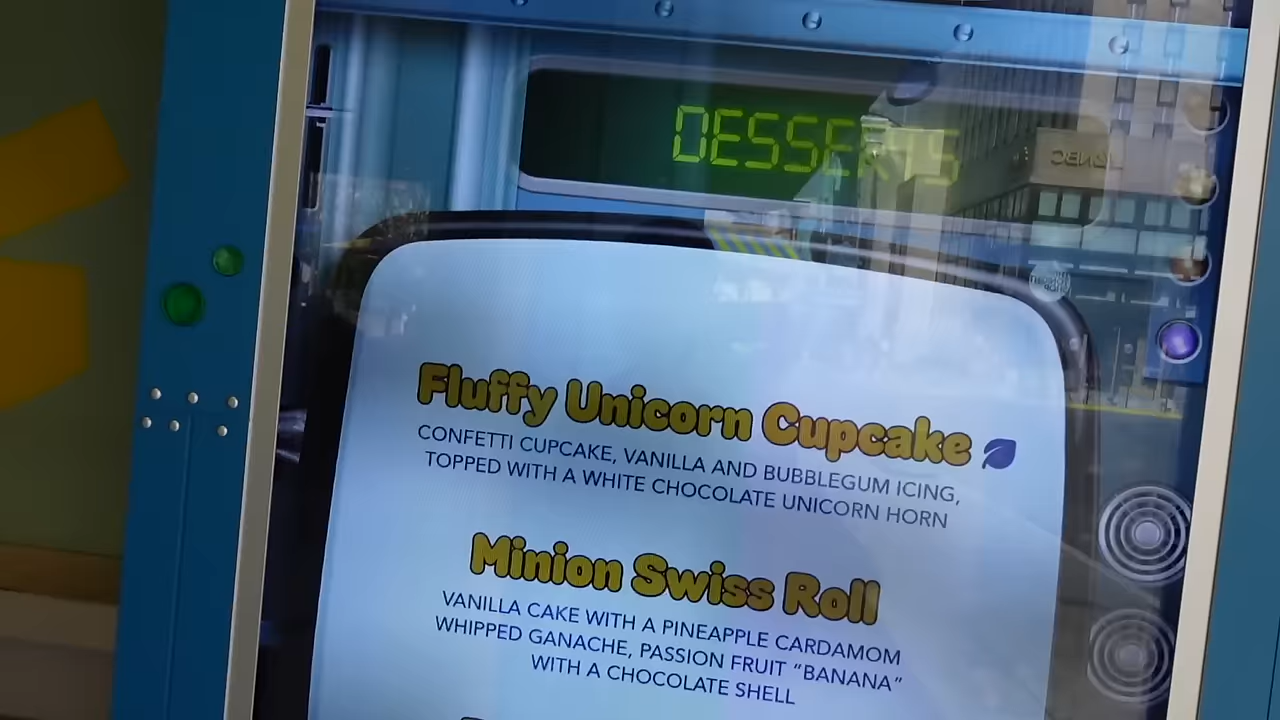 DESSERTS
Fluffy Unicorn Cupcake
CONFETTI CUPCAKE, VANILLA AND BUBBLEGUM ICING,
TOPPED WITH A WHITE CHOCOLATE UNICORN HORN
Minion Swiss Roll
VANILLA CAKE WITH A PINEAPPLE CARDAMOM
WHIPPED GANACHE, PASSION FRUIT “BANANA”
WITH A CHOCOLATE SHELL